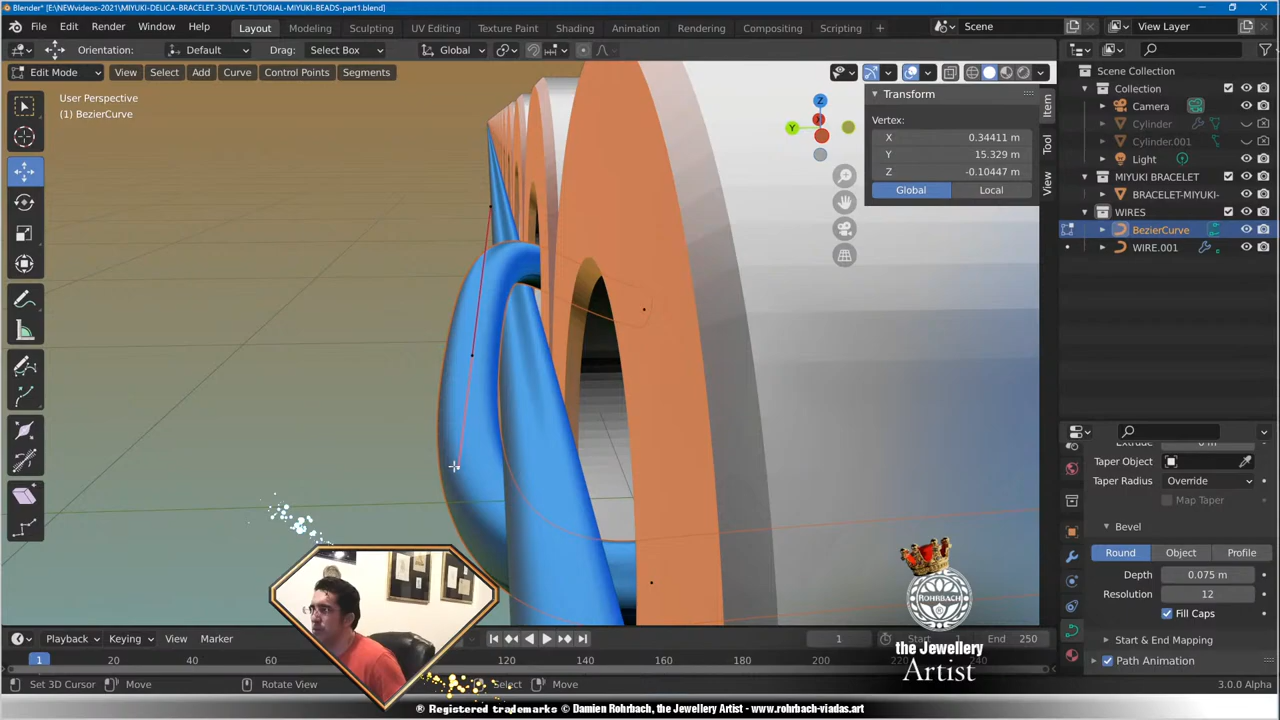 Blender* [E:\NEWvideos-2021\MIYUKI-DELICA-BRACELET-3D\LIVE-TUTORIAL-MIYUKI-BEADS-part1.blend]
File Edit Render Window Help Layout Modeling Sculpting UV Editing Texture Paint Shading Animation Rendering Compositing Scripting + Scene View Layer
Orientation: Default Drag: Select Box Global
Edit Mode View Select Add Curve Control Points Segments
User Perspective
(1) BezierCurve
Transform
Vertex:
X 0.34411 m
Y 15.329 m
Z -0.10447 m
Global Local
Item
Tool
View
Z
Y
X
Scene Collection
Collection
Camera
Cylinder
Cylinder.001
Light
MIYUKI BRACELET
BRACELET-MIYUKI-
WIRES
BezierCurve
WIRE.001
Taper Object
Taper Radius Override
Map Taper
Bevel
Round Object Profile
Depth 0.075 m
Resolution 12
Fill Caps
Start & End Mapping
Path Animation
ROHRBACH
the Jewellery
Artist
Playback Keying View Marker 1 Start 1 End 250
1 20 40 60 120 140 160 180 200 220 240
Set 3D Cursor Move Rotate View Select Move 3.0.0 Alpha
® Registered trademarks © Damien Rohrbach, the Jewellery Artist - www.rohrbach-viadas.art